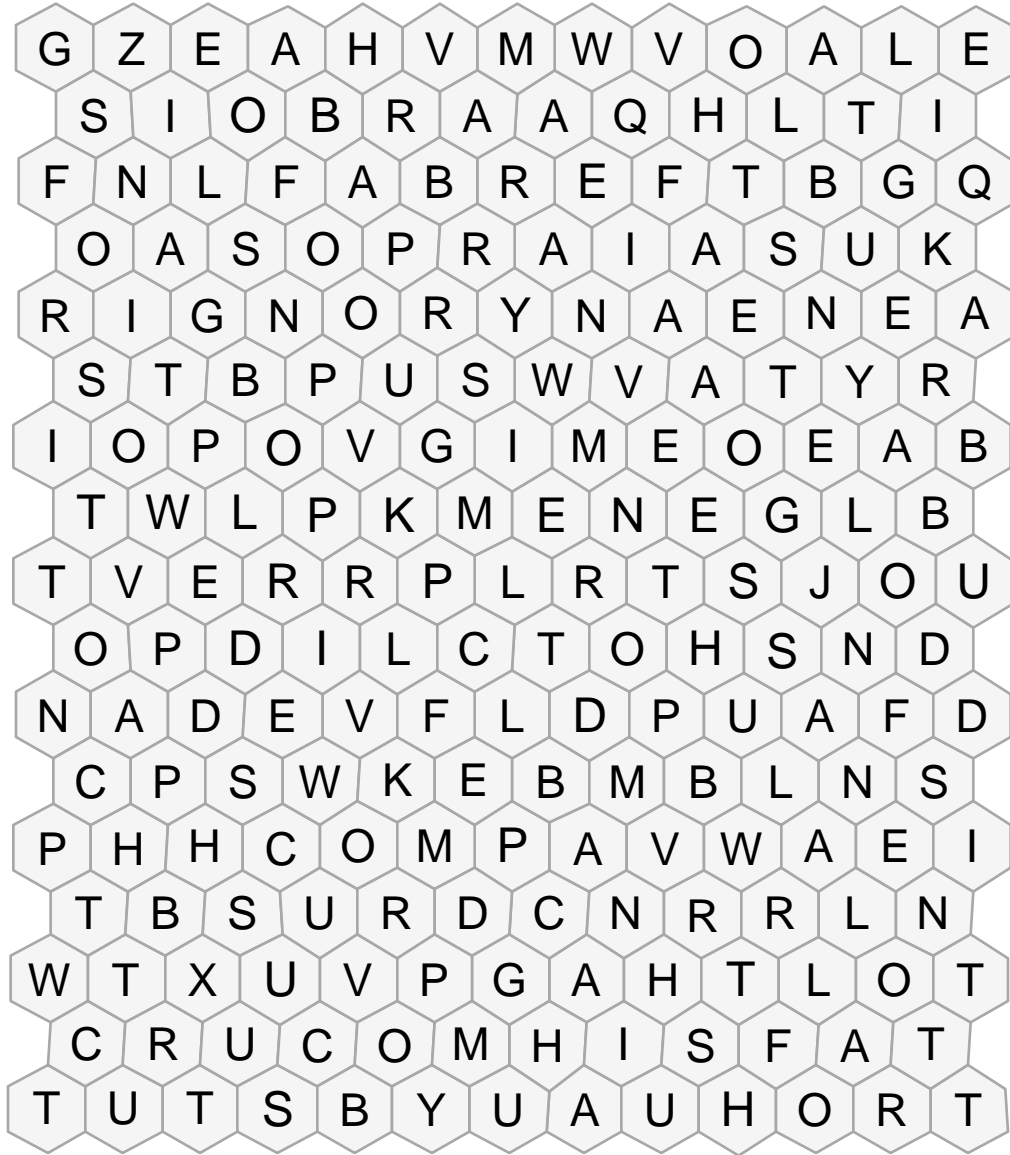 G Z E A H V M W V O A L E
S I O B R A A Q H L T I
F N L F A B R E F T B G Q
O A S O P R A I A S U K
R I G N O R Y N A E N E A
S T B P U S W V A T Y R
I O P O V G I M E O E A B
T W L P K M E N E G L B
T V E R R P L R T S J O U
O P D I L C T O H S N D
N A D E V F L D P U A F D
C P S W K E B M B L N S
P H H C O M P A V W A E I
T B S U R D C N R R L N
W T X U V P G A H T L O T
C R U C O M H I S F A T
T U T S B Y U A U H O R T